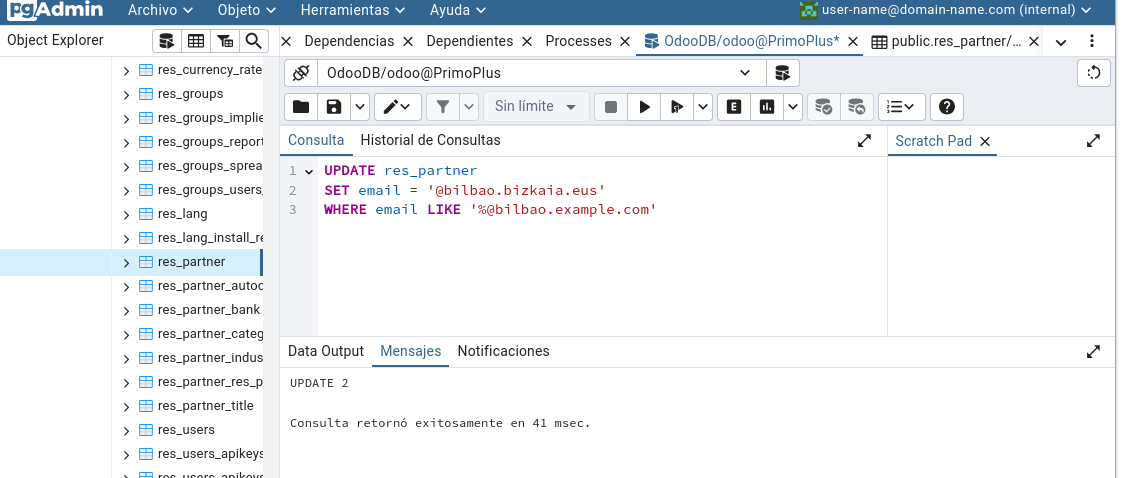 pgAdmin Archivo Objeto Herramientas Ayuda user-name@domain-name.com (internal)
Object Explorer
Dependencias Dependientes Processes OdooDB/odoo@PrimoPlus* public.res_partner/...
res_currency_rate
res_groups
res_groups_implie
res_groups_report
res_groups_sprea
res_groups_users_
res_lang
res_lang_install_re
res_partner
res_partner_autoc
res_partner_bank
res_partner_categ
res_partner_indus
res_partner_res_p
res_partner_title
res_users
res_users_apikeys
res_users_apikeys
OdooDB/odoo@PrimoPlus
Sin límite
E
Consulta Historial de Consultas
Scratch Pad
1 UPDATE res_partner
2 SET email = '@bilbao.bizkaia.eus'
3 WHERE email LIKE '%@bilbao.example.com'
Data Output Mensajes Notificaciones
UPDATE 2
Consulta retornó exitosamente en 41 msec.